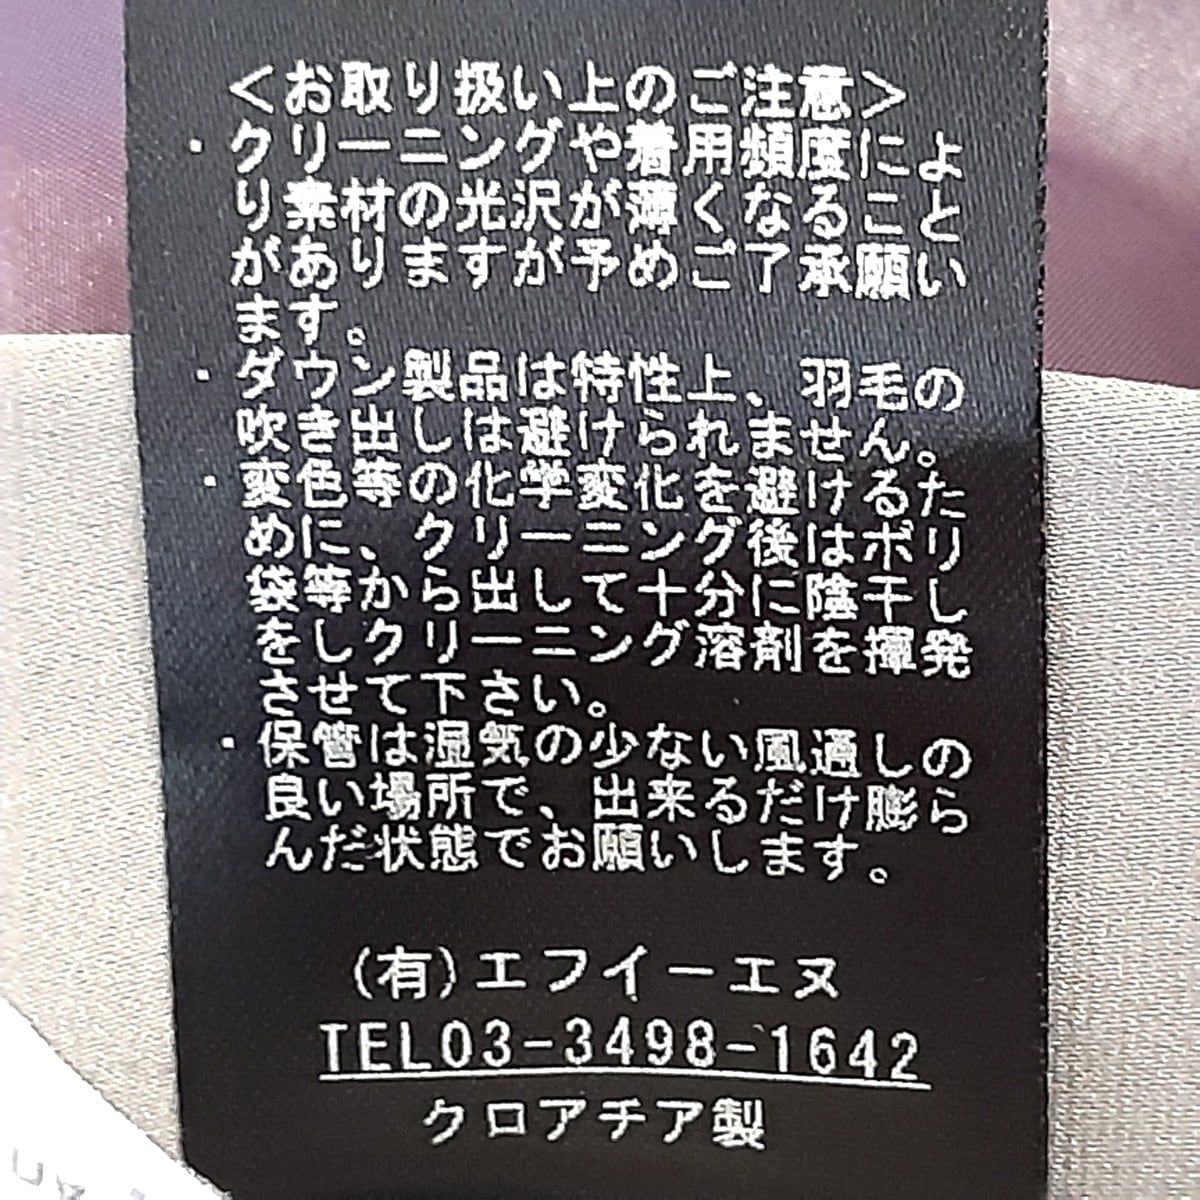 ＜お取り扱い上のご注意＞
・クリーニングや着用頻度によ
り素材の光沢が薄くなること
がありますが予めご了承願い
ます。
・ダウン製品は特性上、羽毛の
吹き出しは避けられません。
・変色等の化学変化を避けるた
めに、クリーニング後はポリ
袋等から出して十分に陰干し
をしクリーニング溶剤を揮発
させて下さい。
・保管は湿気の少ない風通しの
良い場所で、出来るだけ膨ら
んだ状態でお願いします。
(有)エフイーエヌ
TEL03-3498-1642
クロアチア製